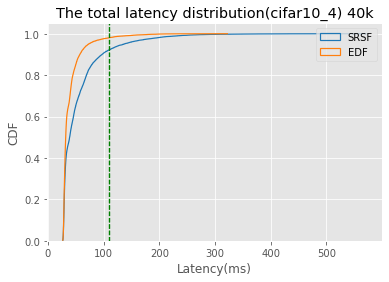 The total latency distribution(cifar10_4) 40k
SRSF
EDF
CDF
1.0
0.8
0.6
0.4
0.2
0.0
0 100 200 300 400 500
Latency(ms)